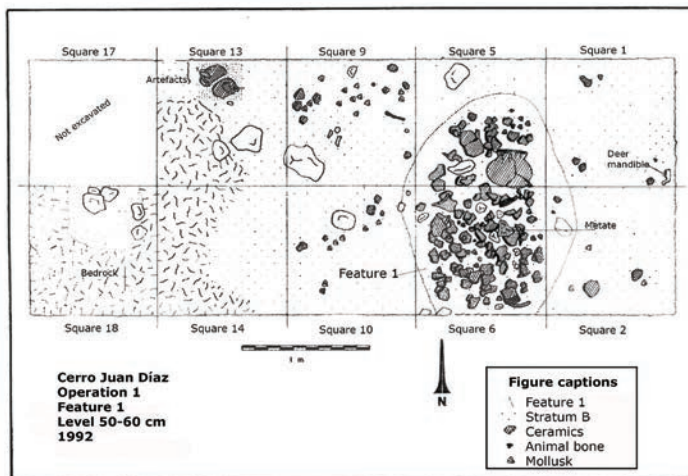 Square 17 Square 13 Square 9 Square 5 Square 1
Artefacts
Not excavated
Deer
mandible
Metate
Bedrock
Feature 1
Square 18 Square 14 Square 10 Square 6 Square 2
1 m
N
Cerro Juan Díaz
Operation 1
Feature 1
Level 50-60 cm
1992
Figure captions
Feature 1
Stratum B
Ceramics
Animal bone
Mollusk